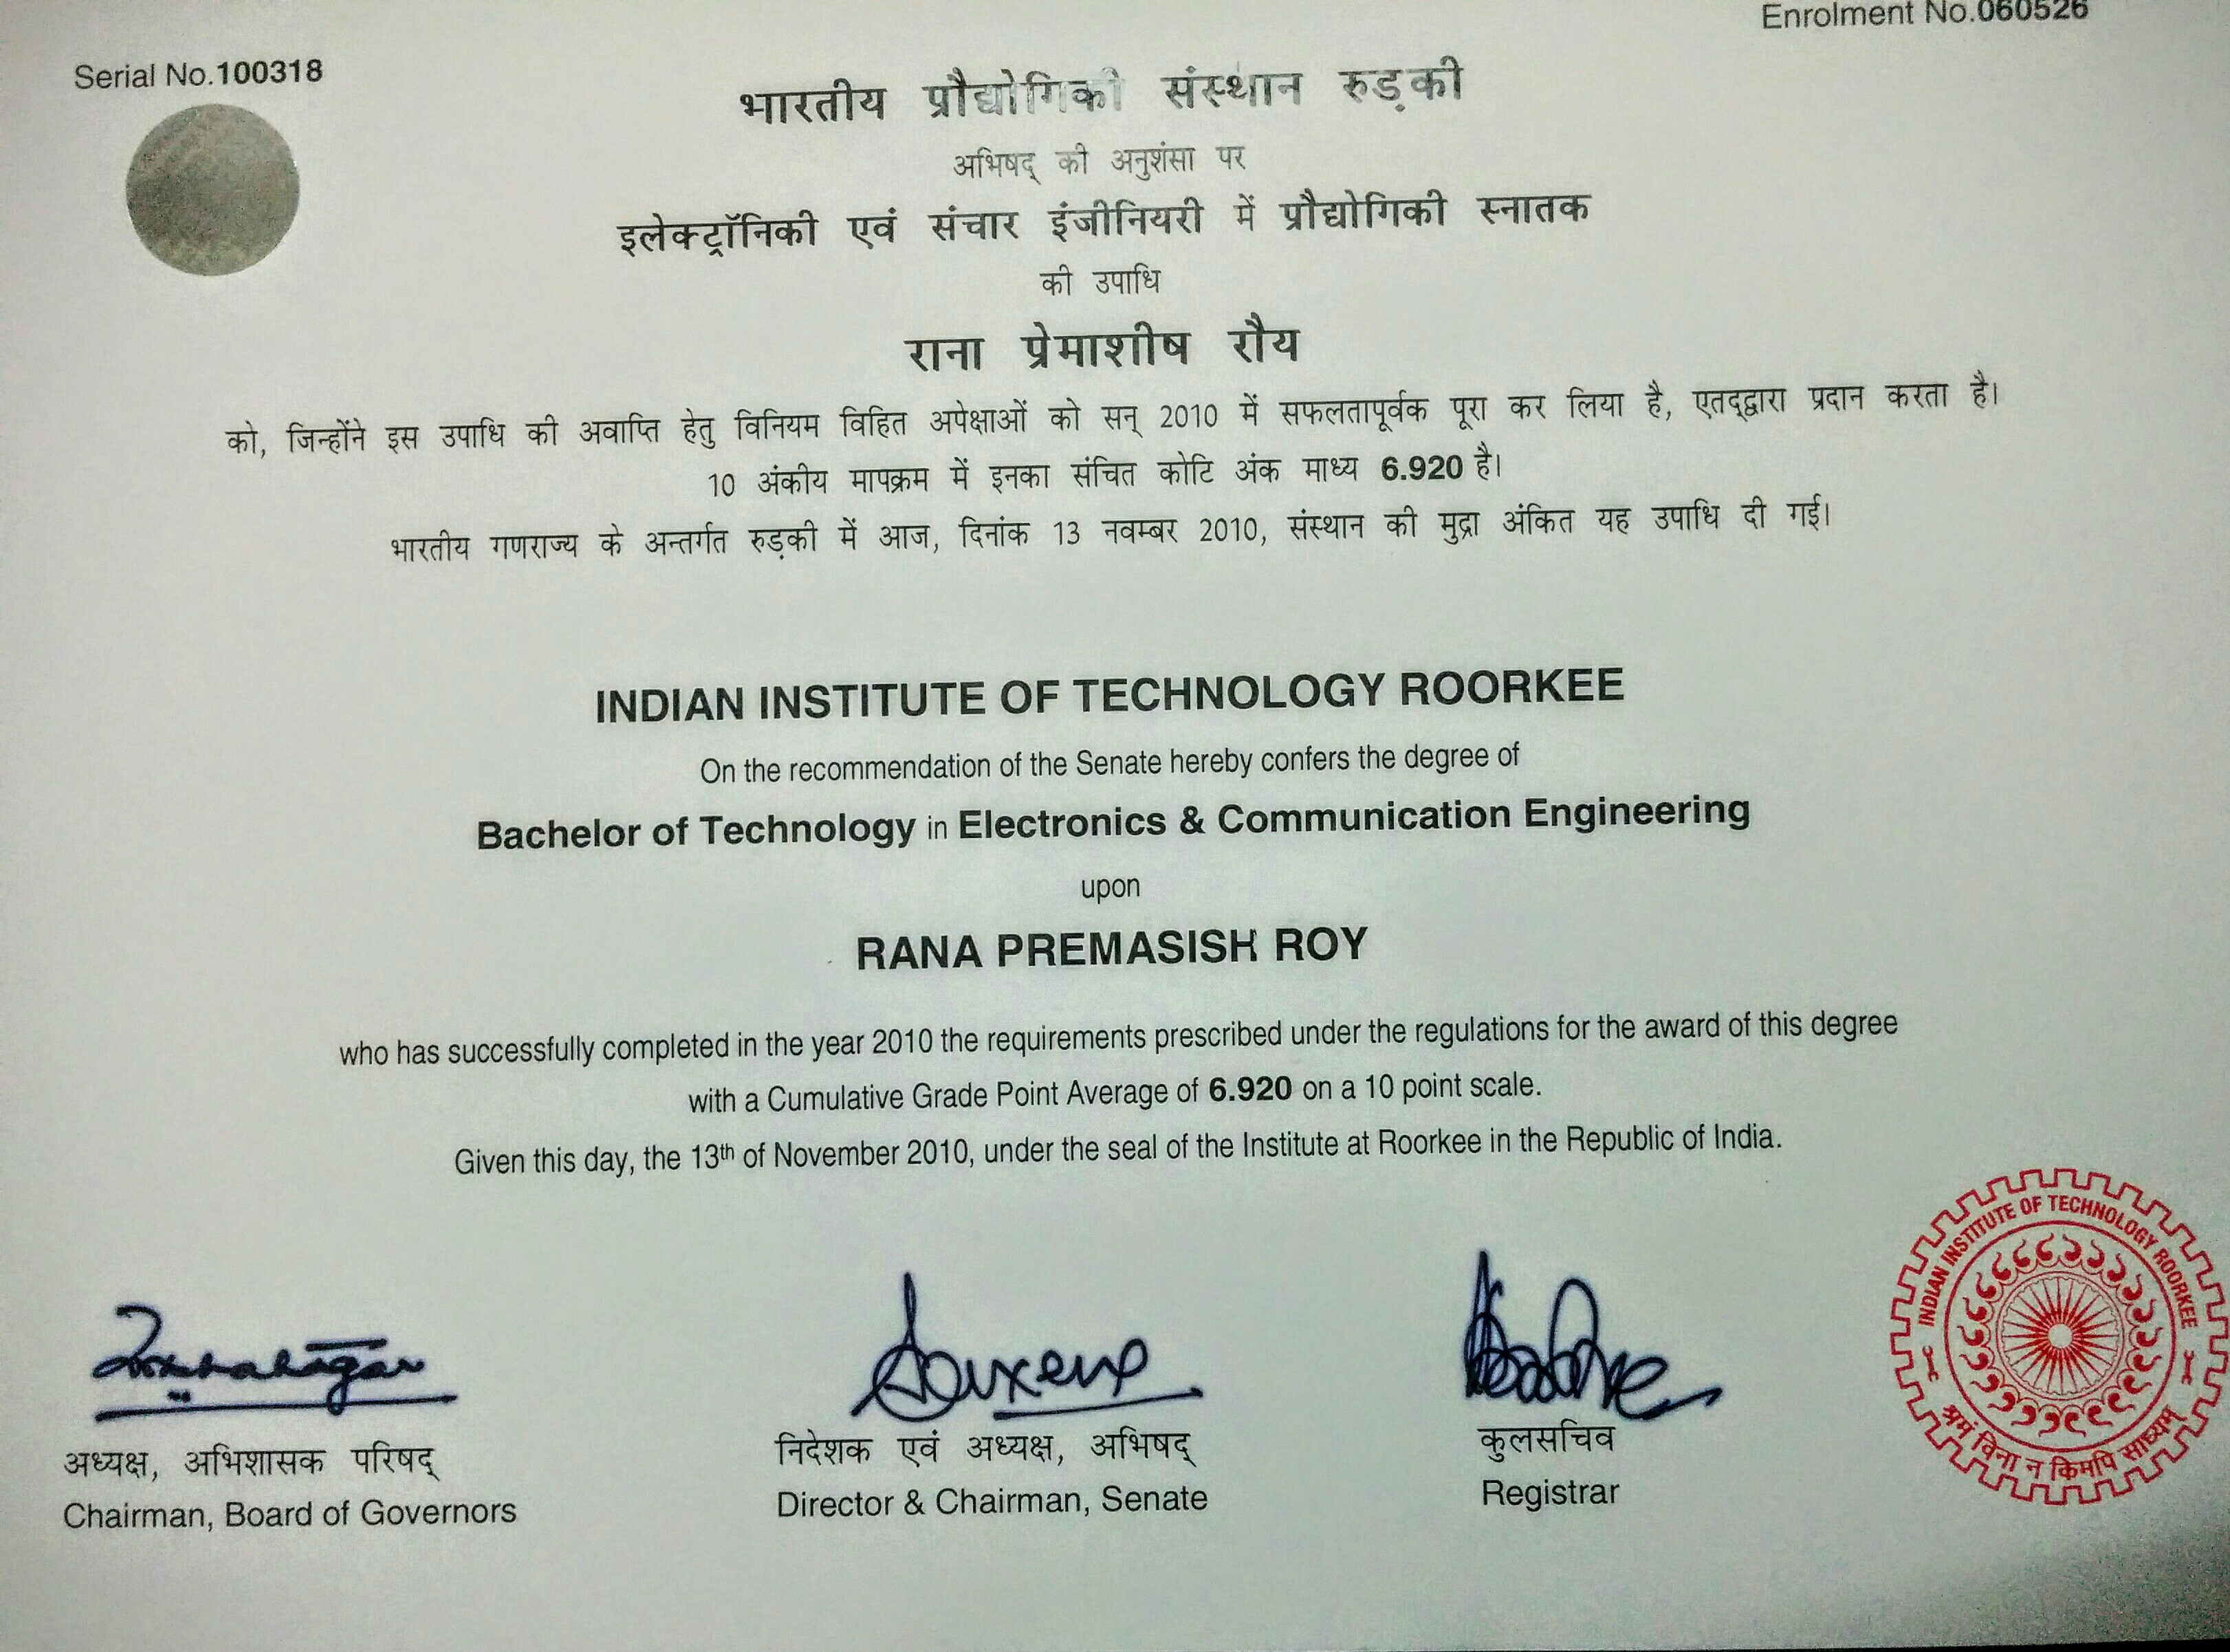 Enrolment No.060526
Serial No.100318
भारतीय प्रौद्योगिकी संस्थान रुड़की
अभिषद् की अनुशंसा पर
इलेक्ट्रॉनिकी एवं संचार इंजीनियरी में प्रौद्योगिकी स्नातक
की उपाधि
राना प्रेमाशीष रौय
को, जिन्होंने इस उपाधि की अवाप्ति हेतु विनियम विहित अपेक्षाओं को सन् 2010 में सफलतापूर्वक पूरा कर लिया है, एतद्द्वारा प्रदान करता है।
10 अंकीय मापक्रम में इनका संचित कोटि अंक माध्य 6.920 है।
भारतीय गणराज्य के अन्तर्गत रुड़की में आज, दिनांक 13 नवम्बर 2010, संस्थान की मुद्रा अंकित यह उपाधि दी गई।
INDIAN INSTITUTE OF TECHNOLOGY ROORKEE
On the recommendation of the Senate hereby confers the degree of
Bachelor of Technology in Electronics & Communication Engineering
upon
RANA PREMASISH ROY
who has successfully completed in the year 2010 the requirements prescribed under the regulations for the award of this degree
with a Cumulative Grade Point Average of 6.920 on a 10 point scale.
Given this day, the 13th of November 2010, under the seal of the Institute at Roorkee in the Republic of India.
अध्यक्ष, अभिशासक परिषद्
Chairman, Board of Governors
निदेशक एवं अध्यक्ष, अभिषद्
Director & Chairman, Senate
कुलसचिव
Registrar
INDIAN INSTITUTE OF TECHNOLOGY ROORKEE
श्रमं विना न किमपि साध्यम्